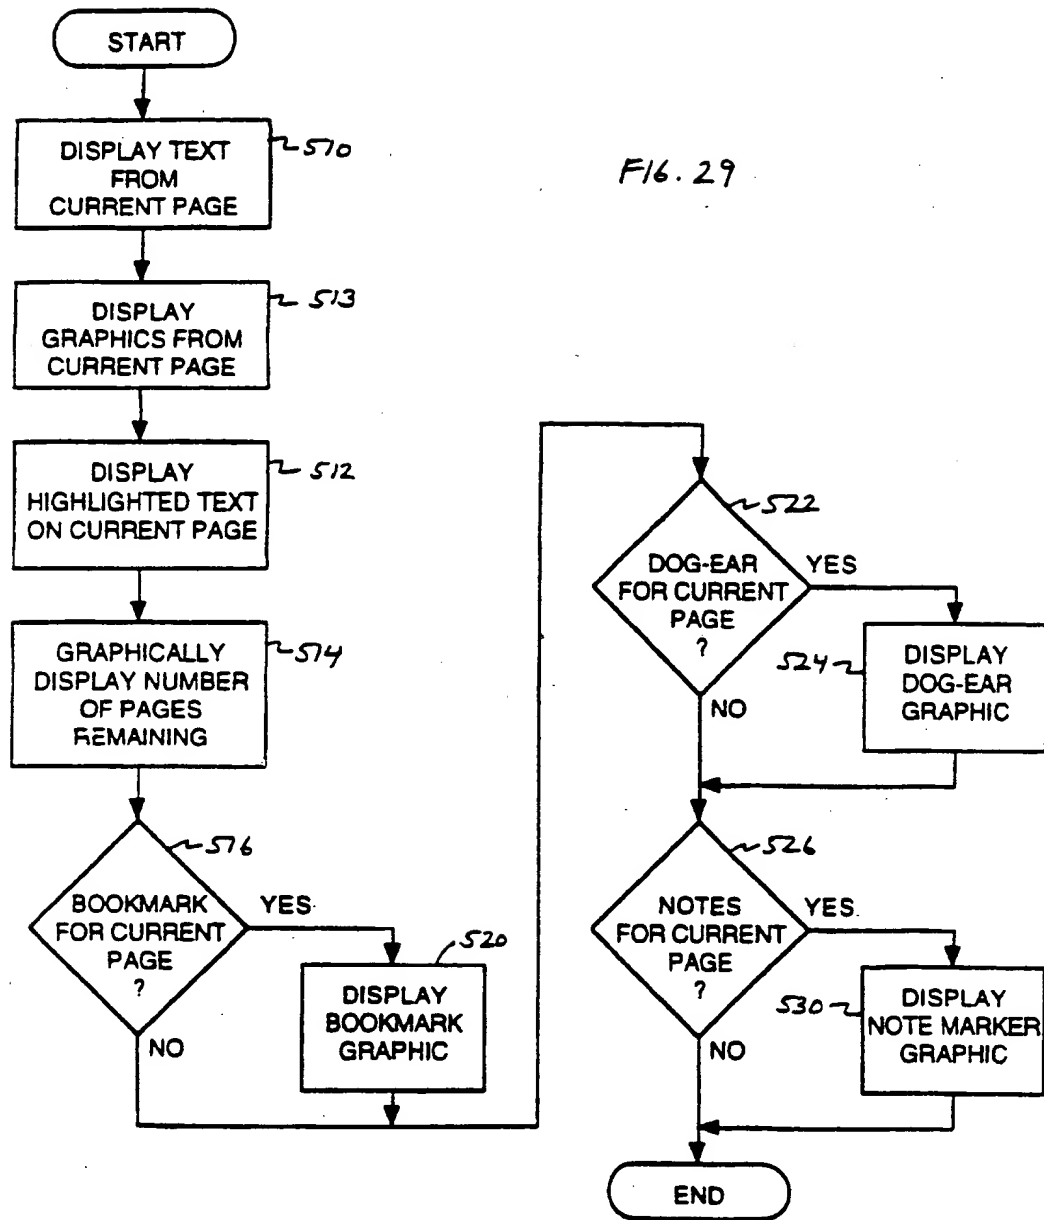 START
DISPLAY TEXT
FROM
CURRENT PAGE
510
FIG. 29
DISPLAY
GRAPHICS FROM
CURRENT PAGE
513
DISPLAY
HIGHLIGHTED TEXT
ON CURRENT PAGE
512
GRAPHICALLY
DISPLAY NUMBER
OF PAGES
REMAINING
514
516
BOOKMARK
FOR CURRENT
PAGE
?
YES
NO
520
DISPLAY
BOOKMARK
GRAPHIC
522
DOG-EAR
FOR CURRENT
PAGE
?
YES
NO
524
DISPLAY
DOG-EAR
GRAPHIC
526
NOTES
FOR CURRENT
PAGE
?
YES
NO
530
DISPLAY
NOTE MARKER
GRAPHIC
END